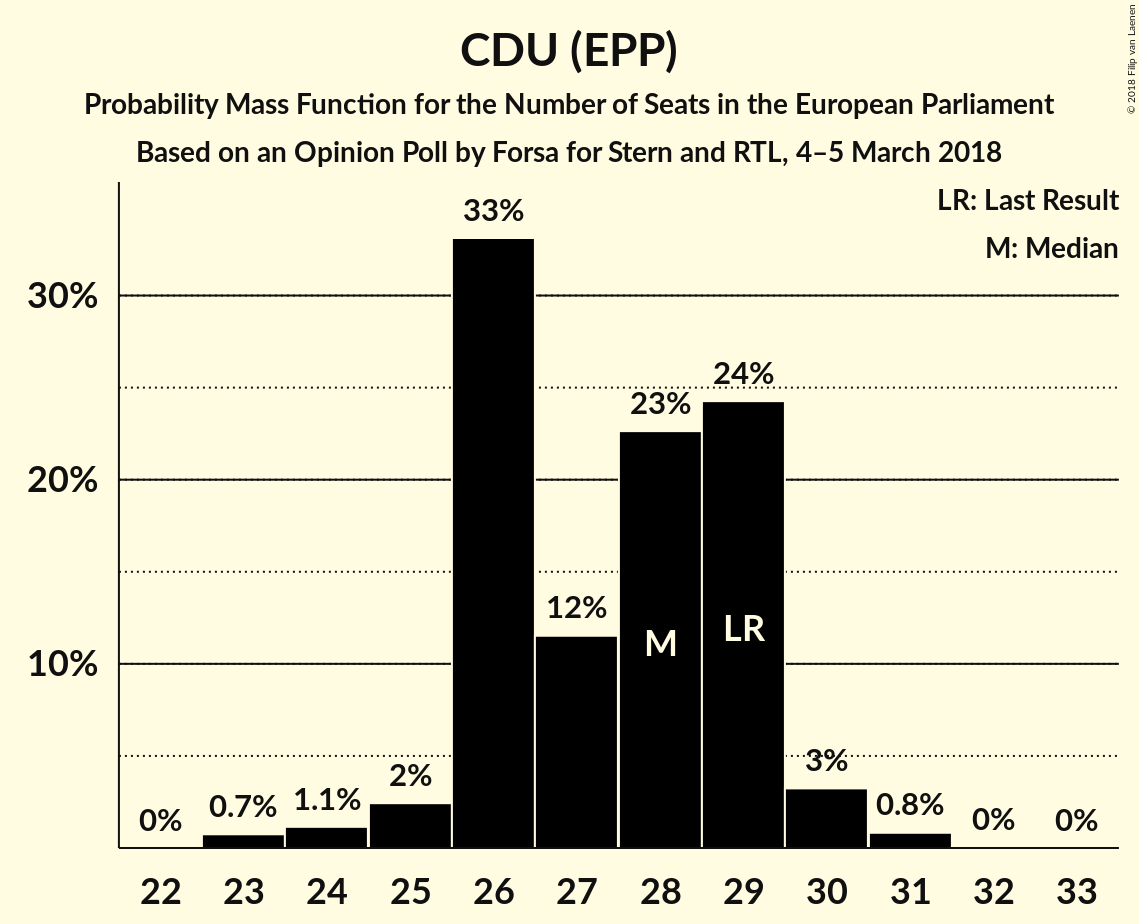 CDU (EPP)
Probability Mass Function for the Number of Seats in the European Parliament
Based on an Opinion Poll by Forsa for Stern and RTL, 4–5 March 2018
© 2018 Filip van Laenen
LR: Last Result
M: Median
30%
20%
10%
0%
0.7%
1.1%
2%
33%
12%
23%
24%
3%
0.8%
0%
0%
M
LR
22 23 24 25 26 27 28 29 30 31 32 33